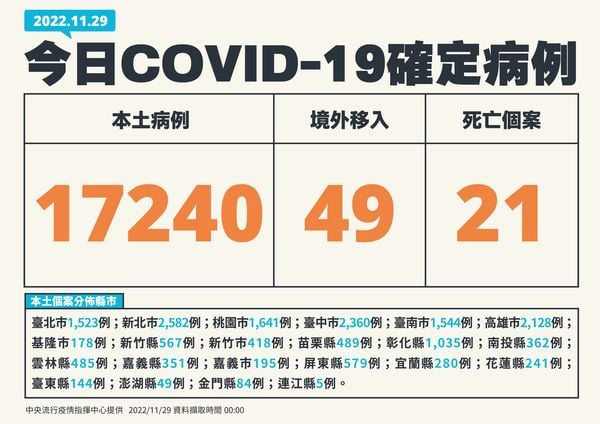 2022.11.29
今日COVID-19確定病例
本土病例 境外移入 死亡個案
17240 49 21
本土個案分佈縣市
臺北市1,523例；新北市2,582例；桃園市1,641例；臺中市2,360例；臺南市1,544例；高雄市2,128例；
基隆市178例；新竹縣567例；新竹市418例；苗栗縣489例；彰化縣1,035例；南投縣362例；
雲林縣485例；嘉義縣351例；嘉義市195例；屏東縣579例；宜蘭縣280例；花蓮縣241例；
臺東縣144例；澎湖縣49例；金門縣84例；連江縣5例。
中央流行疫情指揮中心提供 2022/11/29 資料擷取時間 00:00